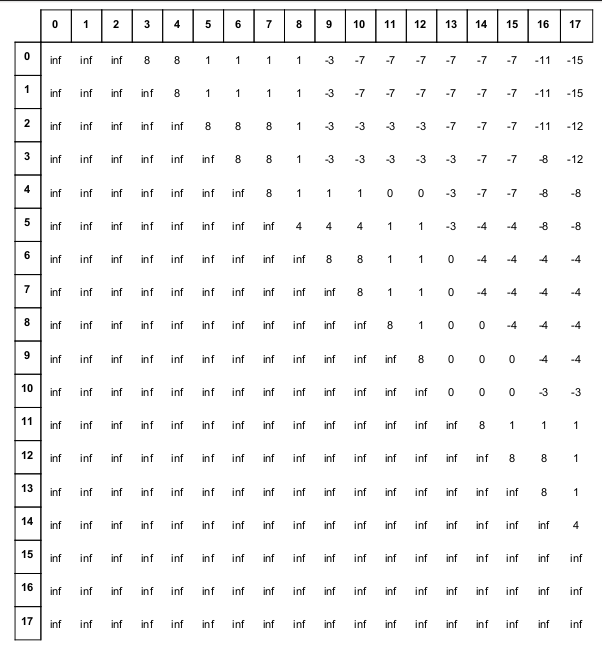 0 1 2 3 4 5 6 7 8 9 10 11 12 13 14 15 16 17
0 inf inf inf 8 8 1 1 1 1 -3 -7 -7 -7 -7 -7 -7 -11 -15
1 inf inf inf inf 8 1 1 1 1 -3 -7 -7 -7 -7 -7 -7 -11 -15
2 inf inf inf inf inf 8 8 8 1 -3 -3 -3 -3 -7 -7 -7 -11 -12
3 inf inf inf inf inf inf 8 8 1 -3 -3 -3 -3 -3 -7 -7 -8 -12
4 inf inf inf inf inf inf inf 8 1 1 1 0 0 -3 -7 -7 -8 -8
5 inf inf inf inf inf inf inf inf 4 4 4 1 1 -3 -4 -4 -8 -8
6 inf inf inf inf inf inf inf inf inf 8 8 1 1 0 -4 -4 -4 -4
7 inf inf inf inf inf inf inf inf inf inf 8 1 1 0 -4 -4 -4 -4
8 inf inf inf inf inf inf inf inf inf inf inf 8 1 0 0 -4 -4 -4
9 inf inf inf inf inf inf inf inf inf inf inf inf 8 0 0 0 -4 -4
10 inf inf inf inf inf inf inf inf inf inf inf inf inf 0 0 0 -3 -3
11 inf inf inf inf inf inf inf inf inf inf inf inf inf inf 8 1 1 1
12 inf inf inf inf inf inf inf inf inf inf inf inf inf inf inf 8 8 1
13 inf inf inf inf inf inf inf inf inf inf inf inf inf inf inf inf 8 1
14 inf inf inf inf inf inf inf inf inf inf inf inf inf inf inf inf inf 4
15 inf inf inf inf inf inf inf inf inf inf inf inf inf inf inf inf inf inf
16 inf inf inf inf inf inf inf inf inf inf inf inf inf inf inf inf inf inf
17 inf inf inf inf inf inf inf inf inf inf inf inf inf inf inf inf inf inf